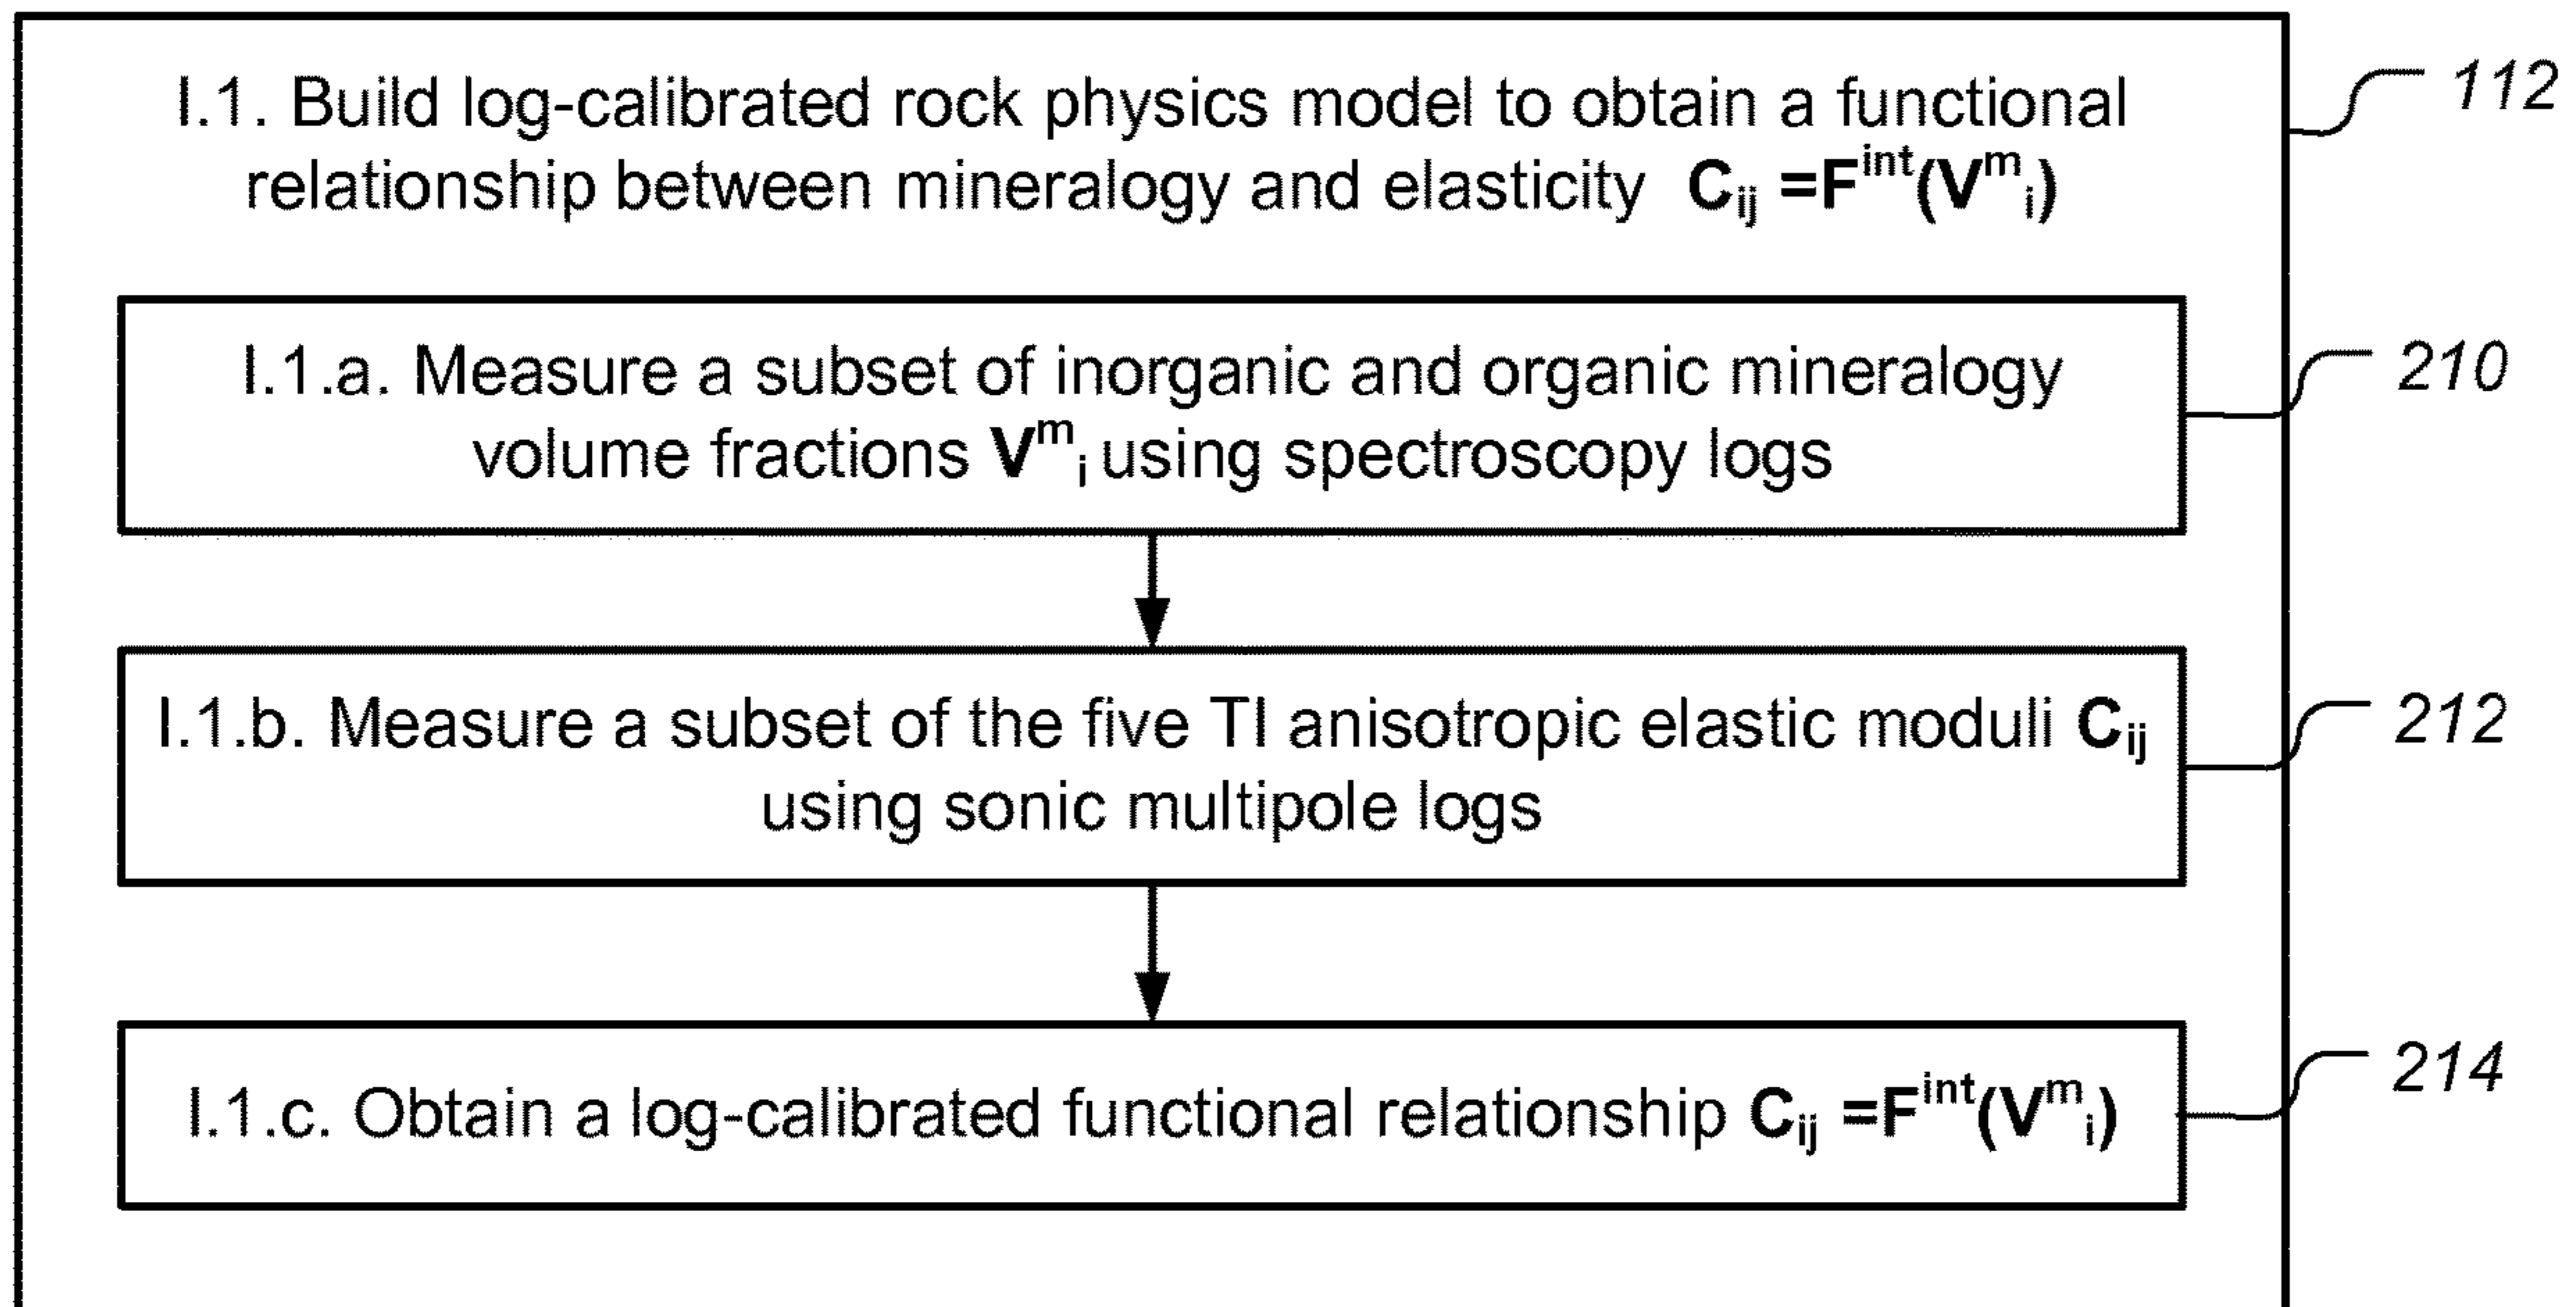 I.1. Build log-calibrated rock physics model to obtain a functional
relationship between mineralogy and elasticity C_ij =F^int(V^m_i)
112
I.1.a. Measure a subset of inorganic and organic mineralogy
volume fractions V^m_i using spectroscopy logs
210
I.1.b. Measure a subset of the five TI anisotropic elastic moduli C_ij
using sonic multipole logs
212
I.1.c. Obtain a log-calibrated functional relationship C_ij =F^int(V^m_i)
214